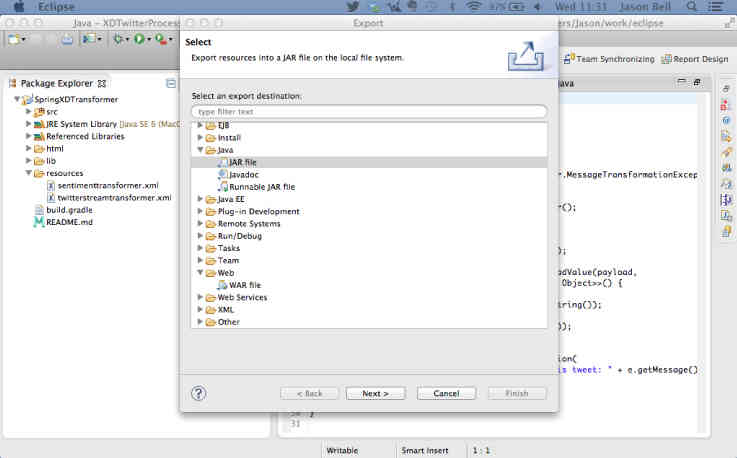 Eclipse
97%
Wed 11:31
Jason Bell
Java – XDTwitterProcess
Export
ers/Jason/work/eclipse
Select
Export resources into a JAR file on the local file system.
Team Synchronizing
Report Design
Package Explorer
java
SpringXDTransformer
src
JRE System Library [Java SE 6 (MacO
Referenced Libraries
html
lib
resources
sentimenttransformer.xml
twitterstreamtransformer.xml
build.gradle
README.md
Select an export destination:
type filter text
EJB
Install
Java
JAR file
Javadoc
Runnable JAR file
Java EE
Plug-in Development
Remote Systems
Run/Debug
Tasks
Team
Web
WAR file
Web Services
XML
Other
r.MessageTransformationExcep
r();
);
adValue(payload,
Object>>() {
ring());
));
ion(
is tweet: " + e.getMessage()
}
31
?
< Back
Next >
Cancel
Finish
Writable
Smart Insert
1 : 1